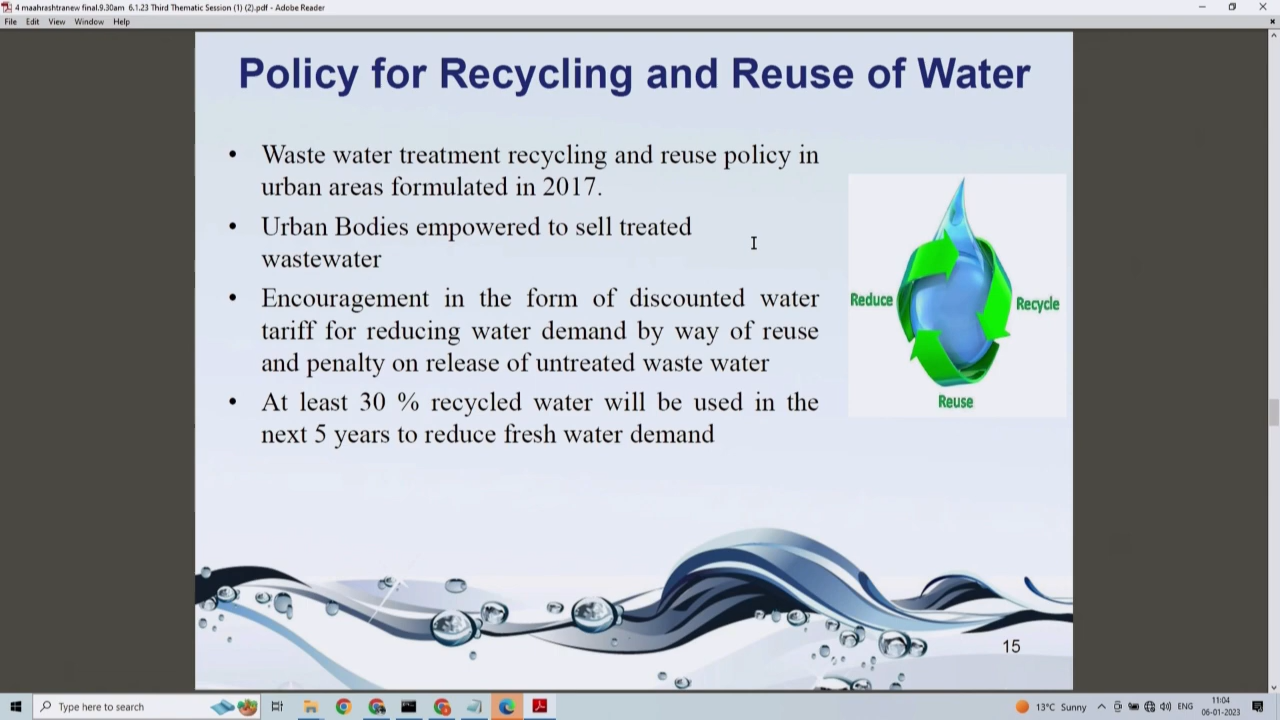 4 maahrashtranew final.9.30am 6.1.23 Third Thematic Session (1) (2).pdf - Adobe Reader
File Edit View Window Help
Policy for Recycling and Reuse of Water
• Waste water treatment recycling and reuse policy in
urban areas formulated in 2017.
• Urban Bodies empowered to sell treated
wastewater
• Encouragement in the form of discounted water
tariff for reducing water demand by way of reuse
and penalty on release of untreated waste water
• At least 30 % recycled water will be used in the
next 5 years to reduce fresh water demand
Reduce
Recycle
Reuse
15
Type here to search
13°C Sunny
ENG
11:04
06-01-2023